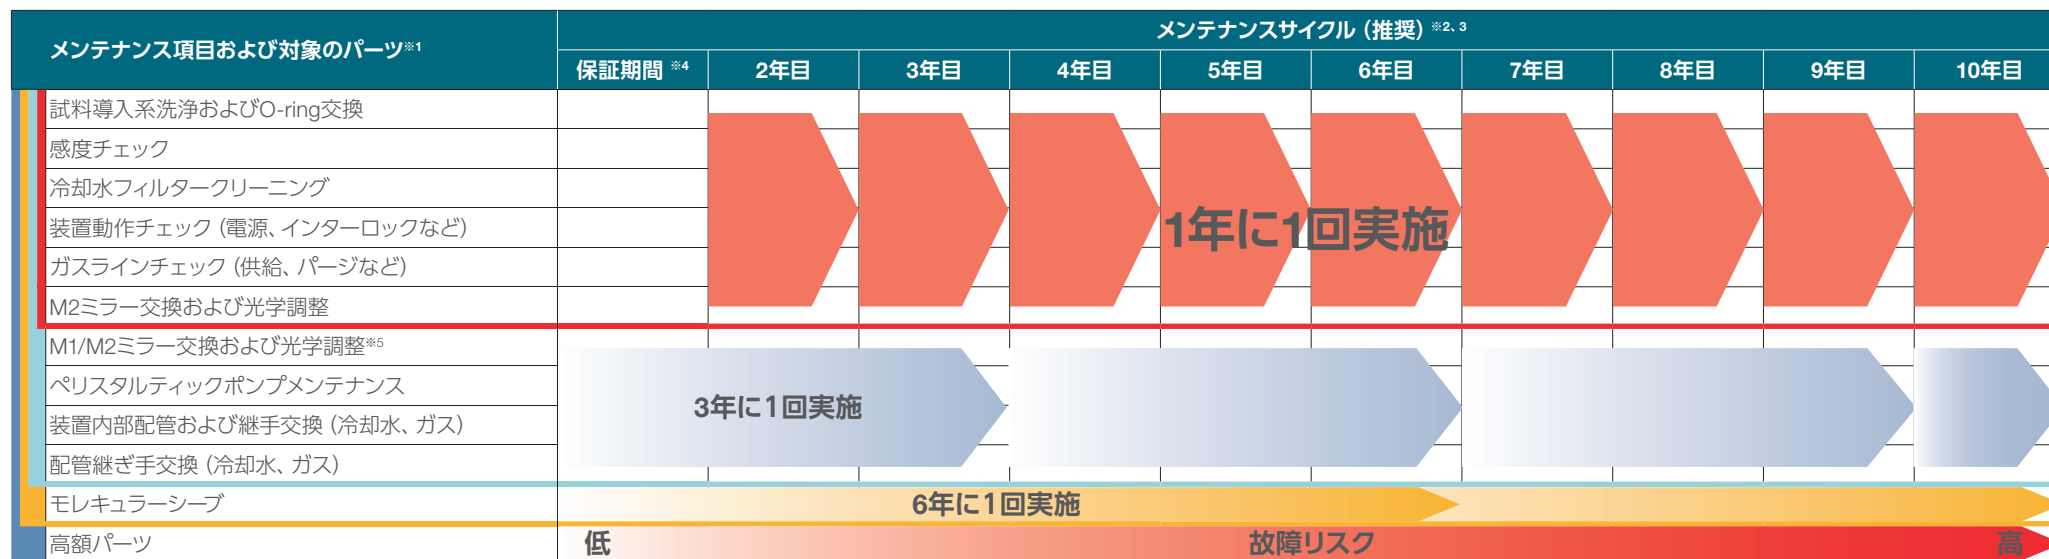 メンテナンス項目および対象のパーツ※1
メンテナンスサイクル（推奨）※2、3
保証期間 ※4
2年目
3年目
4年目
5年目
6年目
7年目
8年目
9年目
10年目
試料導入系洗浄およびO-ring交換
感度チェック
冷却水フィルタークリーニング
装置動作チェック（電源、インターロックなど）
ガスラインチェック（供給、パージなど）
M2ミラー交換および光学調整
1年に1回実施
M1/M2ミラー交換および光学調整※5
ペリスタルティックポンプメンテナンス
装置内部配管および継手交換（冷却水、ガス）
配管継ぎ手交換（冷却水、ガス）
3年に1回実施
モレキュラーシーブ
6年に1回実施
高額パーツ
低
故障リスク
高